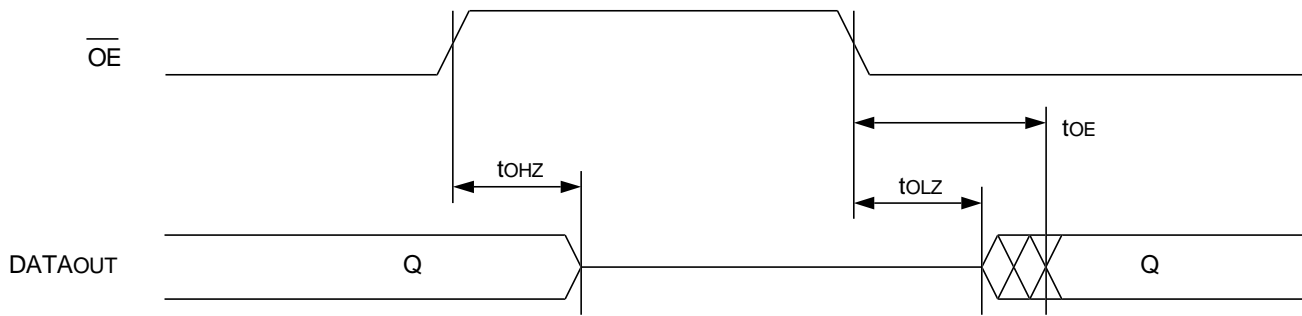 OE
tOE
tOHZ
tOLZ
DATAOUT
Q
Q